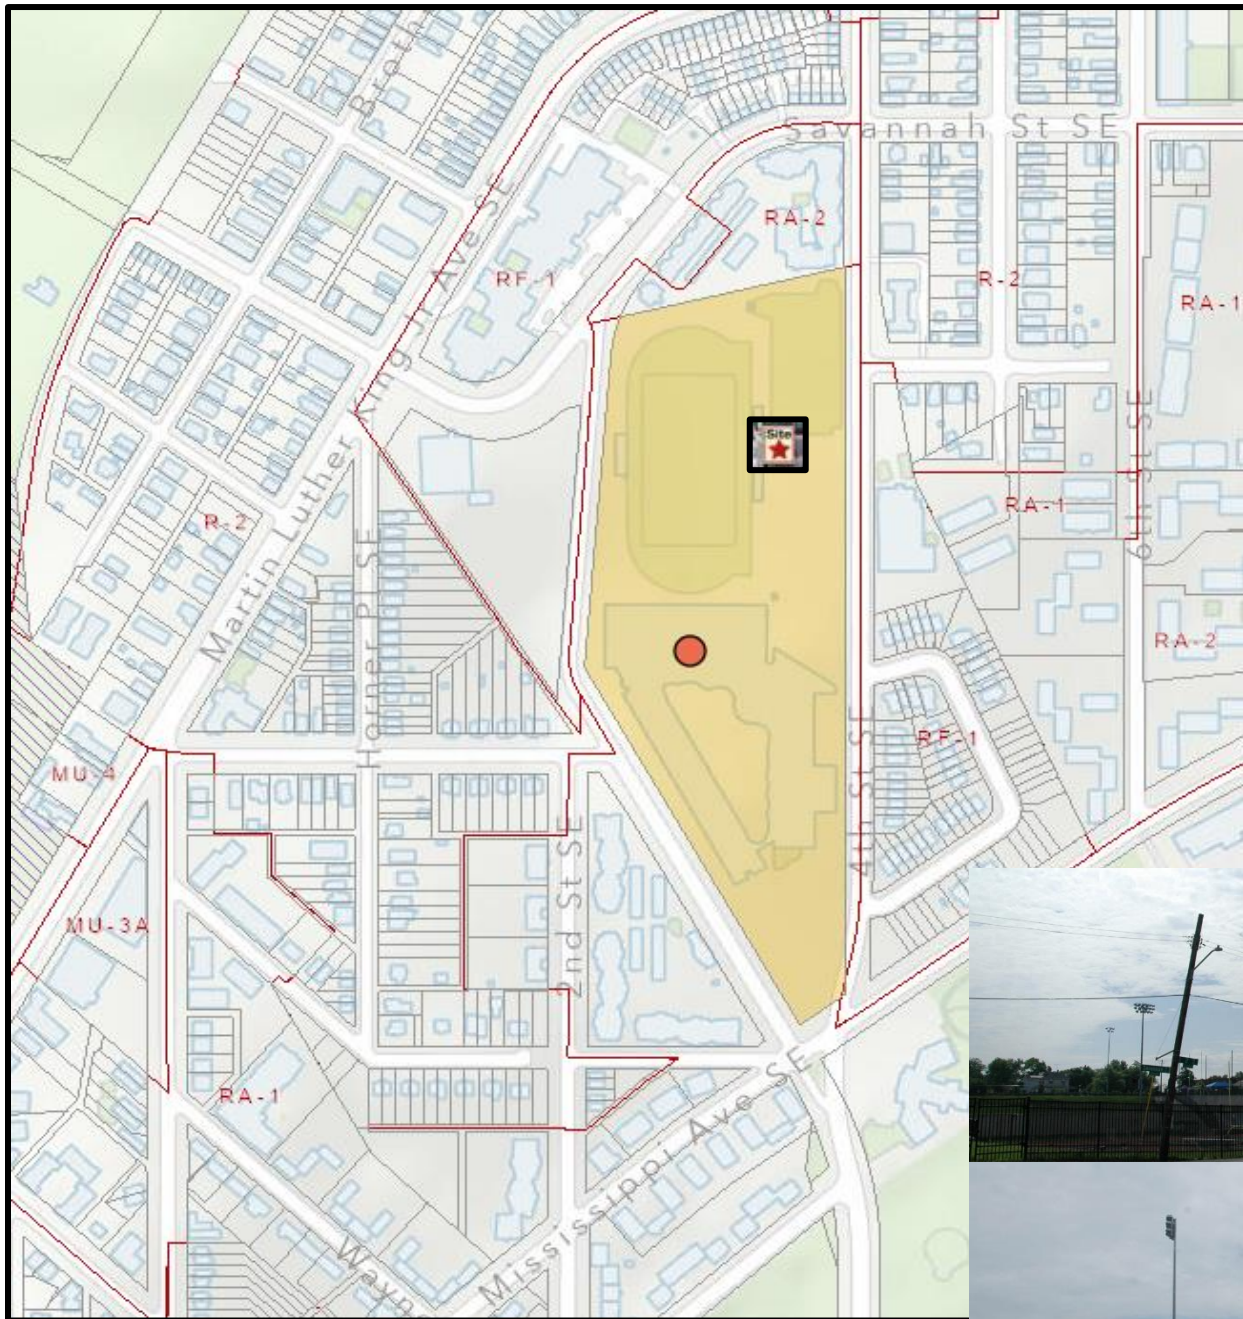 Broth
Savannah St SE
RA-2
RF-1
R-2
RA-1
Martin Luther King Jr Ave SE
Site
6th St SE
RA-1
R-2
Horner Pl SE
RA-2
RF-1
4th St SE
MU-4
2nd St SE
MU-3A
RA-1
Mississippi Ave SE
Wayn